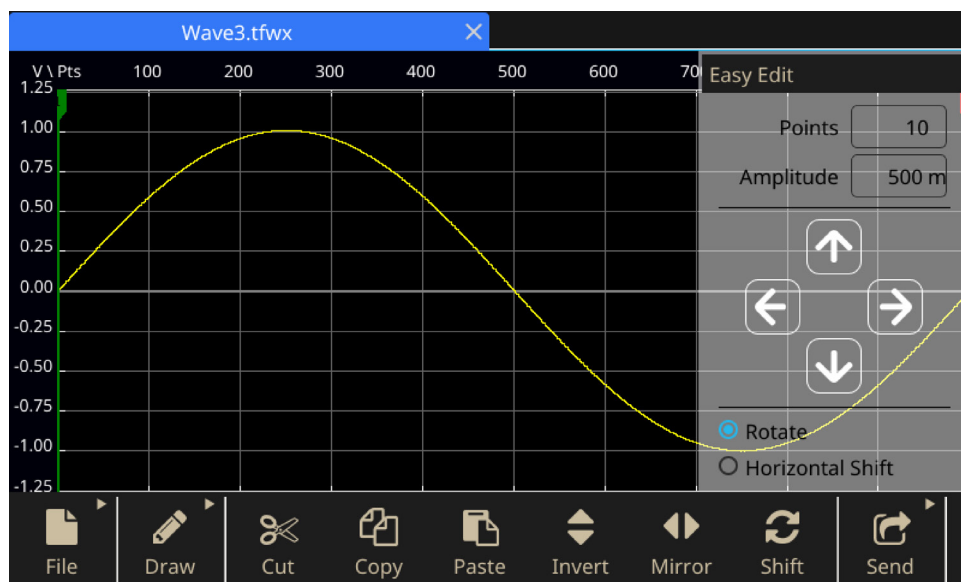 Wave3.tfwx
V \ Pts 100 200 300 400 500 600 70
Easy Edit
1.25
1.00
0.75
0.50
0.25
0.00
-0.25
-0.50
-0.75
-1.00
-1.25
Points 10
Amplitude 500 m
Rotate
Horizontal Shift
File Draw Cut Copy Paste Invert Mirror Shift Send